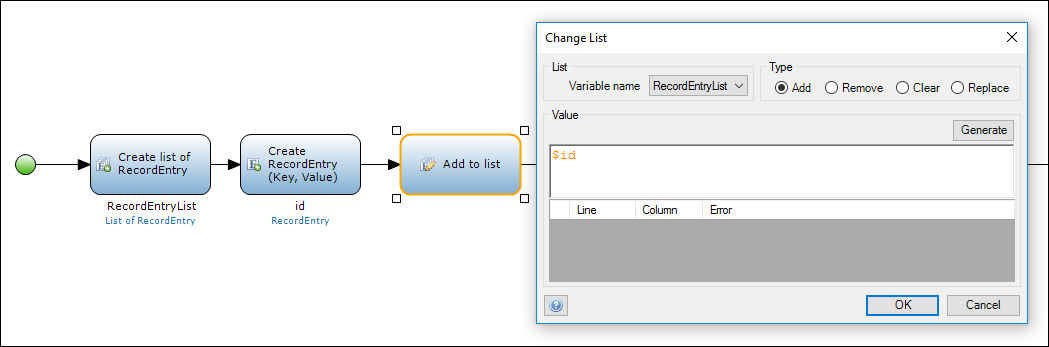 Create list of
RecordEntry
RecordEntryList
List of RecordEntry
Create
RecordEntry
(Key, Value)
id
RecordEntry
Add to list
Change List
List
Variable name RecordEntryList
Type
Add Remove Clear Replace
Value
Generate
$id
Line Column Error
OK Cancel